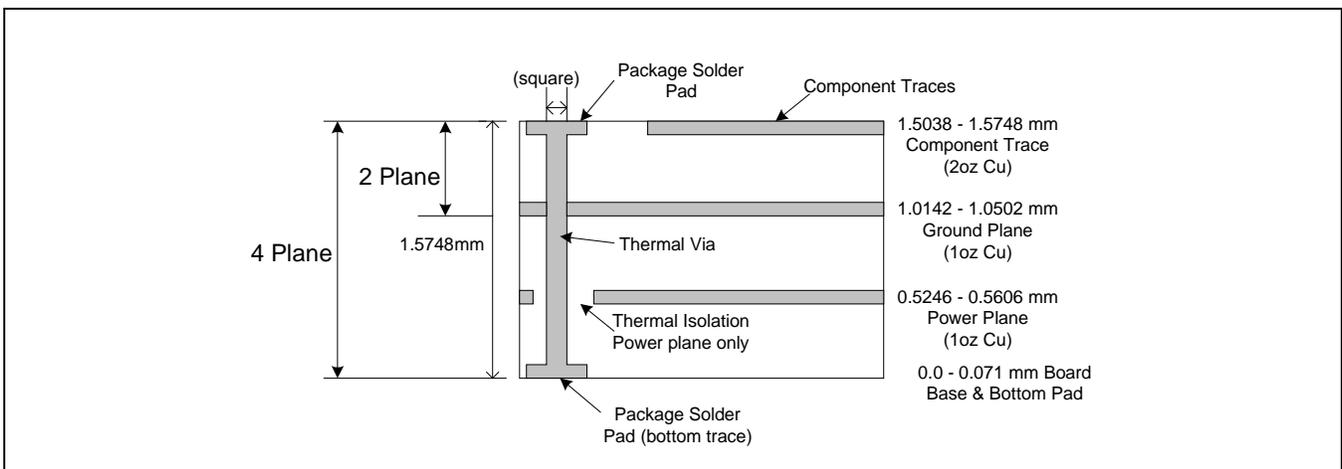 (square)
Package Solder
Pad
Component Traces
1.5038 - 1.5748 mm
Component Trace
(2oz Cu)
2 Plane
1.0142 - 1.0502 mm
Ground Plane
(1oz Cu)
4 Plane
1.5748mm
Thermal Via
0.5246 - 0.5606 mm
Power Plane
(1oz Cu)
Thermal Isolation
Power plane only
0.0 - 0.071 mm Board
Base & Bottom Pad
Package Solder
Pad (bottom trace)